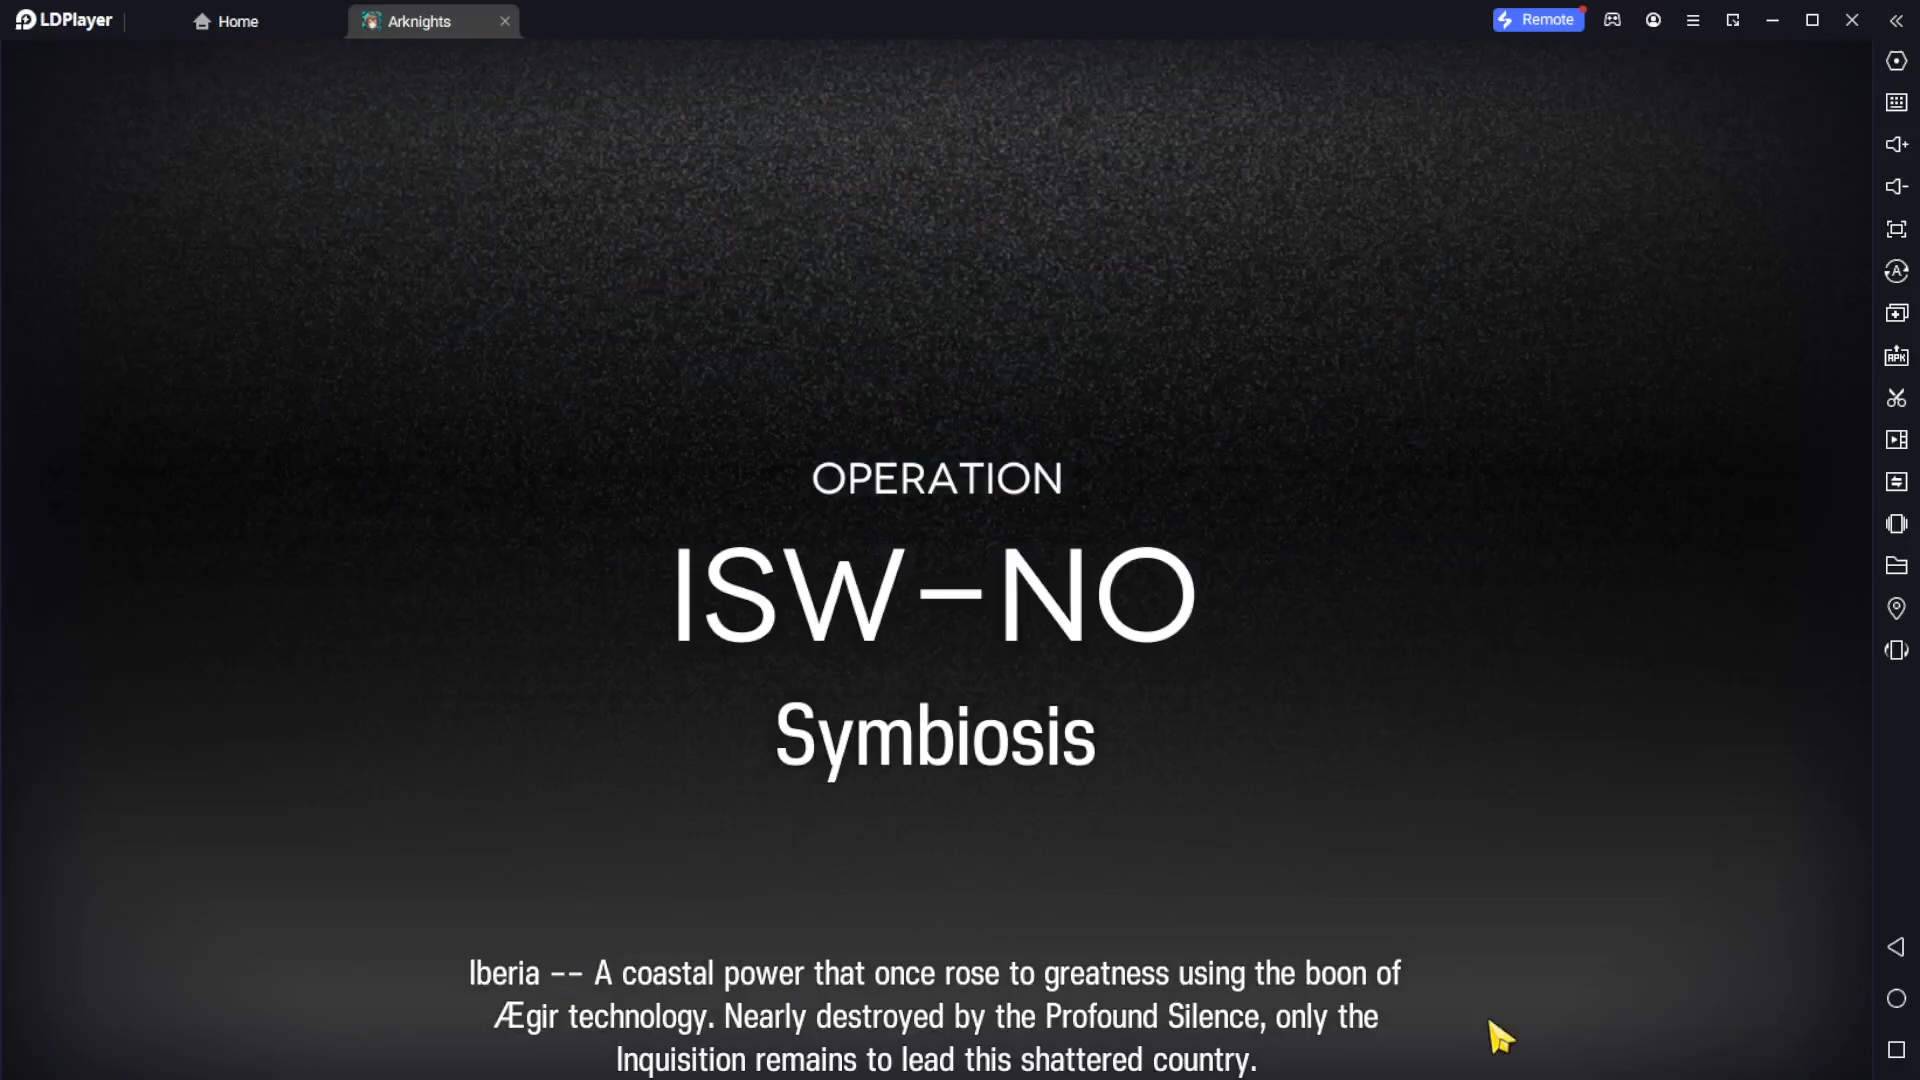 LDPlayer
Home
Arknights
Remote
OPERATION
ISW-NO
Symbiosis
Iberia -- A coastal power that once rose to greatness using the boon of
Ægir technology. Nearly destroyed by the Profound Silence, only the
Inquisition remains to lead this shattered country.
A
APK